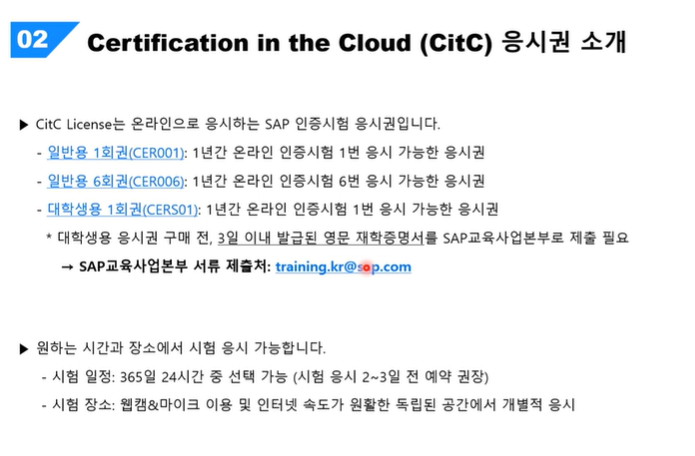 02
Certification in the Cloud (CitC) 응시권 소개
▶ CitC License는 온라인으로 응시하는 SAP 인증시험 응시권입니다.
- 일반용 1회권(CER001): 1년간 온라인 인증시험 1번 응시 가능한 응시권
- 일반용 6회권(CER006): 1년간 온라인 인증시험 6번 응시 가능한 응시권
- 대학생용 1회권(CERS01): 1년간 온라인 인증시험 1번 응시 가능한 응시권
* 대학생용 응시권 구매 전, 3일 이내 발급된 영문 재학증명서를 SAP교육사업본부로 제출 필요
→ SAP교육사업본부 서류 제출처: training.kr@sap.com
▶ 원하는 시간과 장소에서 시험 응시 가능합니다.
- 시험 일정: 365일 24시간 중 선택 가능 (시험 응시 2~3일 전 예약 권장)
- 시험 장소: 웹캠&마이크 이용 및 인터넷 속도가 원활한 독립된 공간에서 개별적 응시